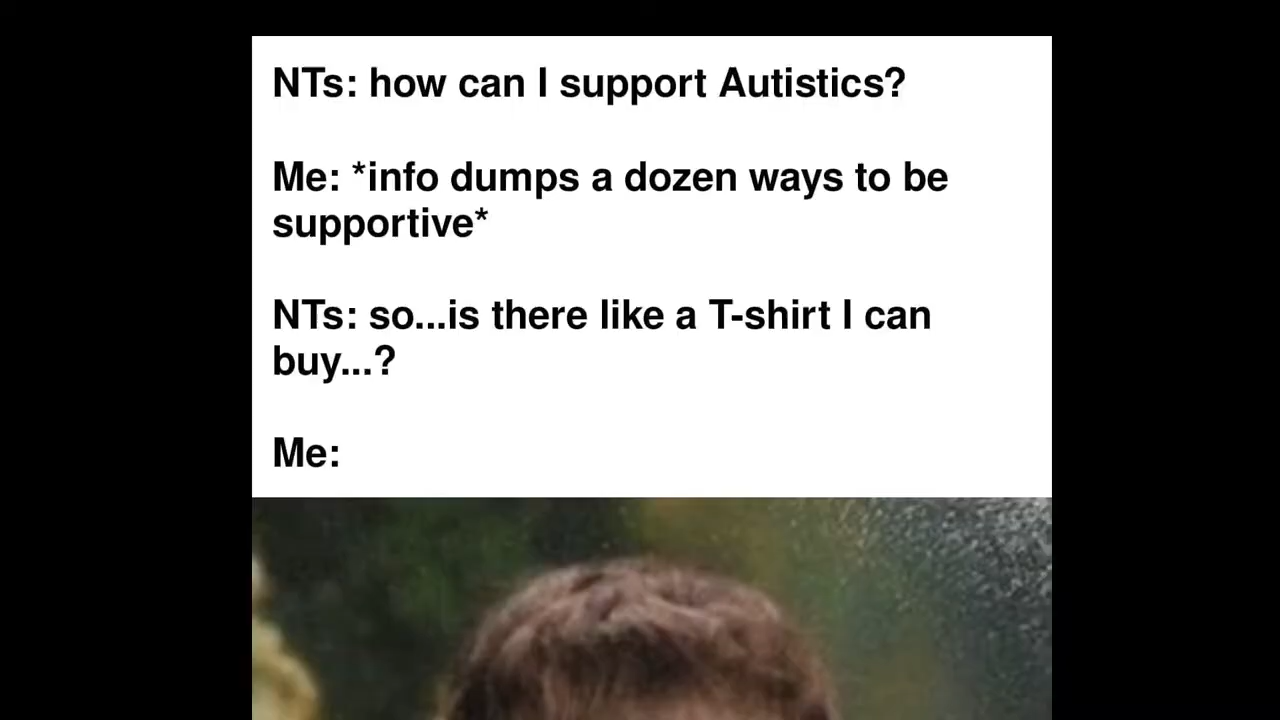 NTs: how can I support Autistics?
Me: *info dumps a dozen ways to be
supportive*
NTs: so...is there like a T-shirt I can
buy...?
Me: